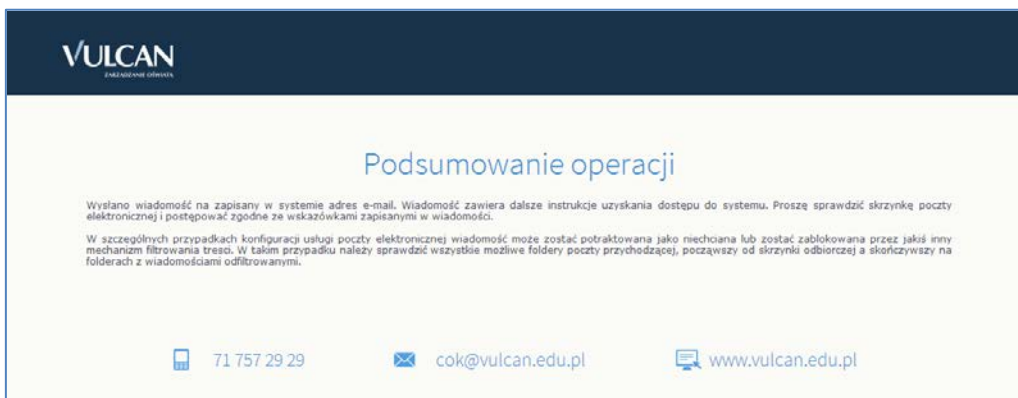 VULCAN
ZARZĄDZANIE OŚWIATĄ
Podsumowanie operacji
Wysłano wiadomość na zapisany w systemie adres e-mail. Wiadomość zawiera dalsze instrukcje uzyskania dostępu do systemu. Proszę sprawdzić skrzynkę poczty
elektronicznej i postępować zgodne ze wskazówkami zapisanymi w wiadomości.
W szczególnych przypadkach konfiguracji usługi poczty elektronicznej wiadomość może zostać potraktowana jako niechciana lub zostać zablokowana przez jakiś inny
mechanizm filtrowania tresci. W takim przypadku należy sprawdzić wszystkie możliwe foldery poczty przychodzącej, począwszy od skrzynki odbiorczej a skończywszy na
folderach z wiadomościami odfiltrowanymi.
71 757 29 29 cok@vulcan.edu.pl www.vulcan.edu.pl